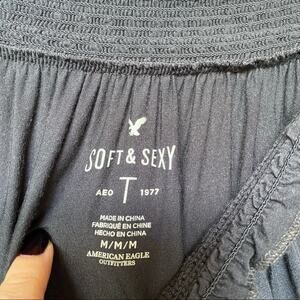 SOFT & SEXY
AEO T 1977
MADE IN CHINA
FABRIQUÉ EN CHINE
HECHO EN CHINA
M/M/M
AMERICAN EAGLE
OUTFITTERS